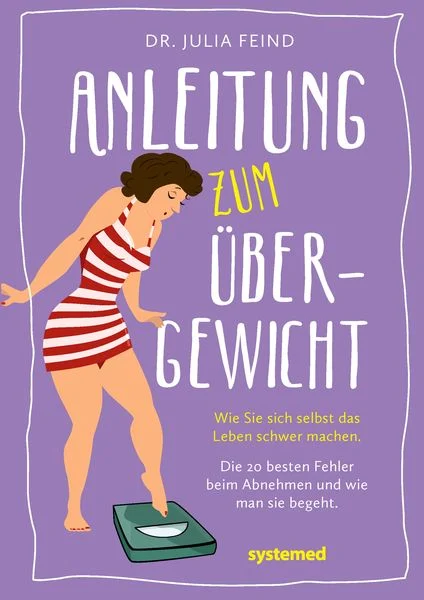 DR. JULIA FEIND
ANLEITUNG
ZUM
ÜBER-
GEWICHT
Wie Sie sich selbst das
Leben schwer machen.
Die 20 besten Fehler
beim Abnehmen und wie
man sie begeht.
systemed